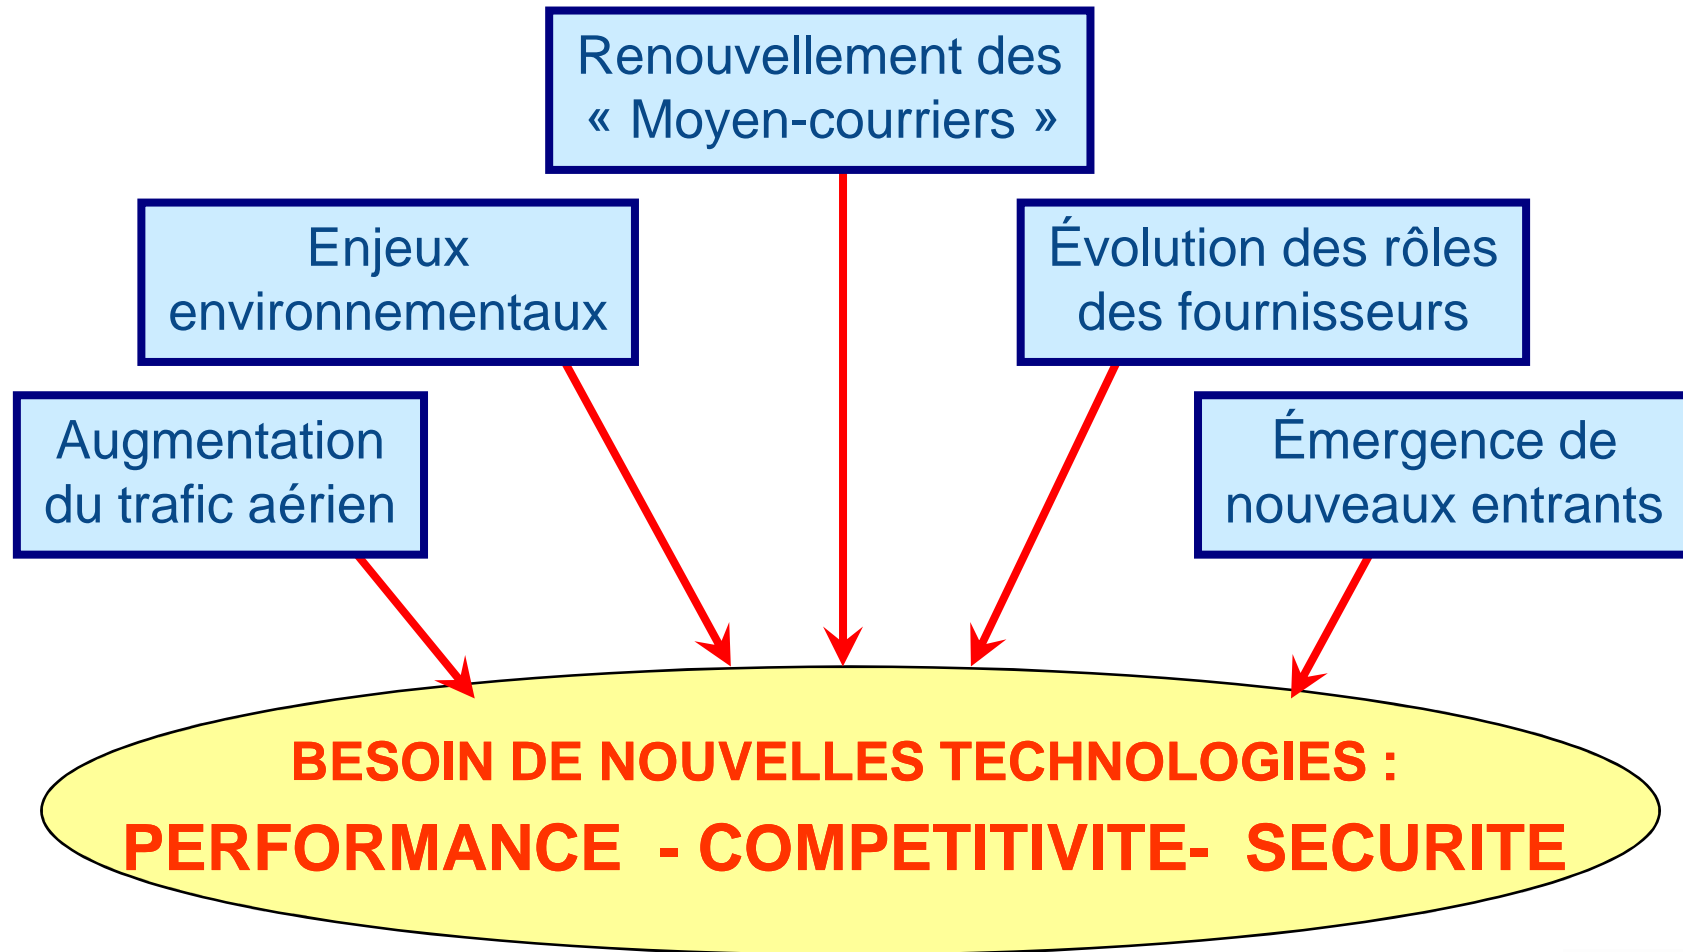 Renouvellement des
« Moyen-courriers »
Enjeux
environnementaux
Évolution des rôles
des fournisseurs
Augmentation
du trafic aérien
Émergence de
nouveaux entrants
BESOIN DE NOUVELLES TECHNOLOGIES :
PERFORMANCE - COMPETITIVITE- SECURITE